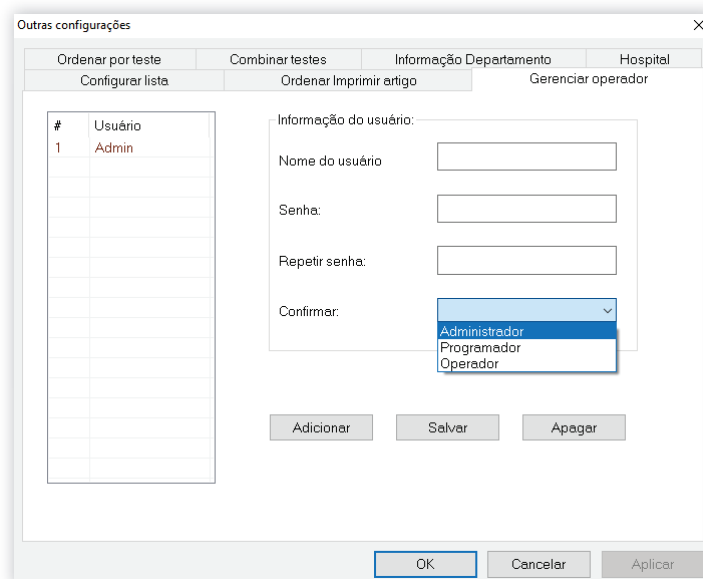 Outras configurações
Ordenar por teste Combinar testes Informação Departamento Hospital
Configurar lista Ordenar Imprimir artigo Gerenciar operador
# Usuário
1 Admin
Informação do usuário:
Nome do usuário
Senha:
Repetir senha:
Confirmar:
Administrador
Programador
Operador
Adicionar Salvar Apagar
OK Cancelar Aplicar